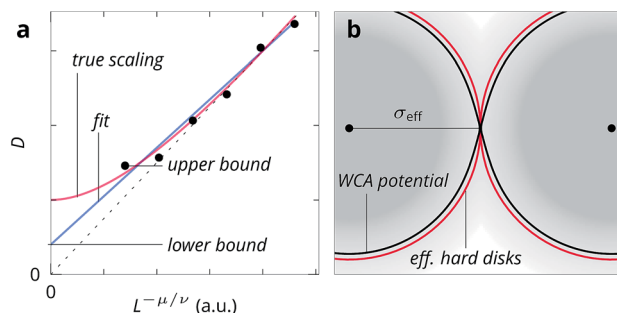 a
true scaling
fit
D
upper bound
lower bound
0
0
L^{−μ/ν} (a.u.)
b
σ_eff
WCA potential
eff. hard disks